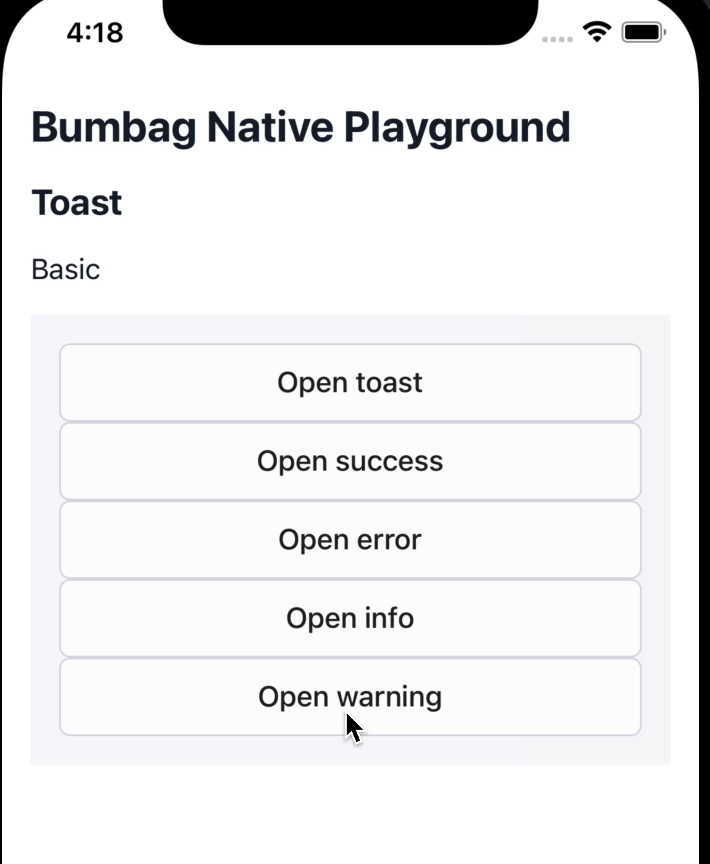 4:18
Bumbag Native Playground
Toast
Basic
Open toast
Open success
Open error
Open info
Open warning